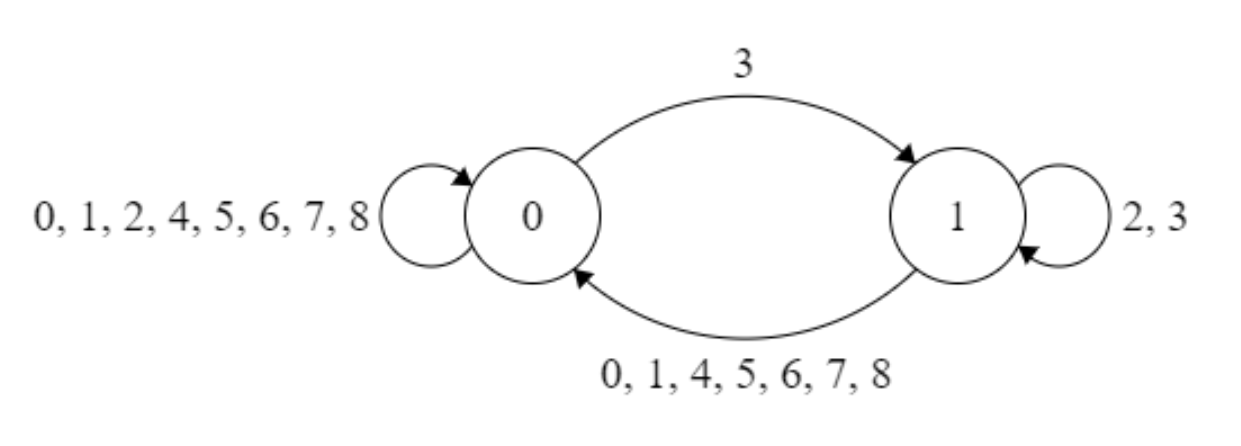 3
0, 1, 2, 4, 5, 6, 7, 8
0
1
2, 3
0, 1, 4, 5, 6, 7, 8